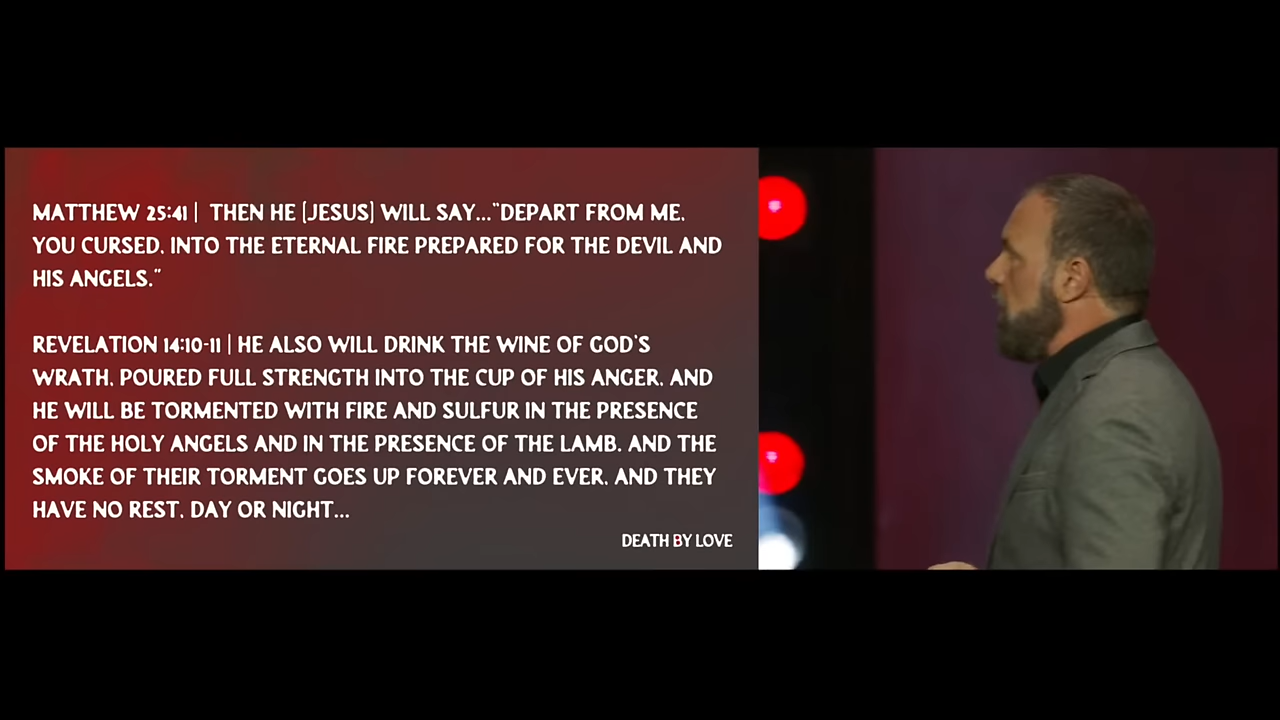 MATTHEW 25:41 | THEN HE [JESUS] WILL SAY..."DEPART FROM ME,
YOU CURSED, INTO THE ETERNAL FIRE PREPARED FOR THE DEVIL AND
HIS ANGELS."
REVELATION 14:10-11 | HE ALSO WILL DRINK THE WINE OF GOD'S
WRATH, POURED FULL STRENGTH INTO THE CUP OF HIS ANGER, AND
HE WILL BE TORMENTED WITH FIRE AND SULFUR IN THE PRESENCE
OF THE HOLY ANGELS AND IN THE PRESENCE OF THE LAMB. AND THE
SMOKE OF THEIR TORMENT GOES UP FOREVER AND EVER, AND THEY
HAVE NO REST, DAY OR NIGHT...
DEATH BY LOVE